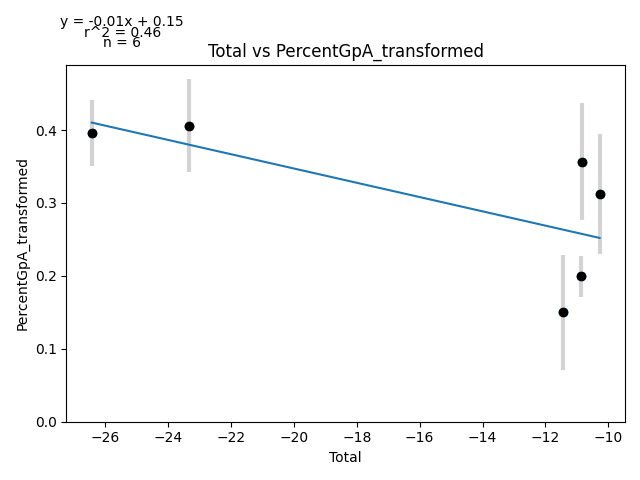 y = -0.01x + 0.15
r^2 = 0.46
n = 6
Total vs PercentGpA_transformed
PercentGpA_transformed
0.4
0.3
0.2
0.1
0.0
−26
−24
−22
−20
−18
−16
−14
−12
−10
Total